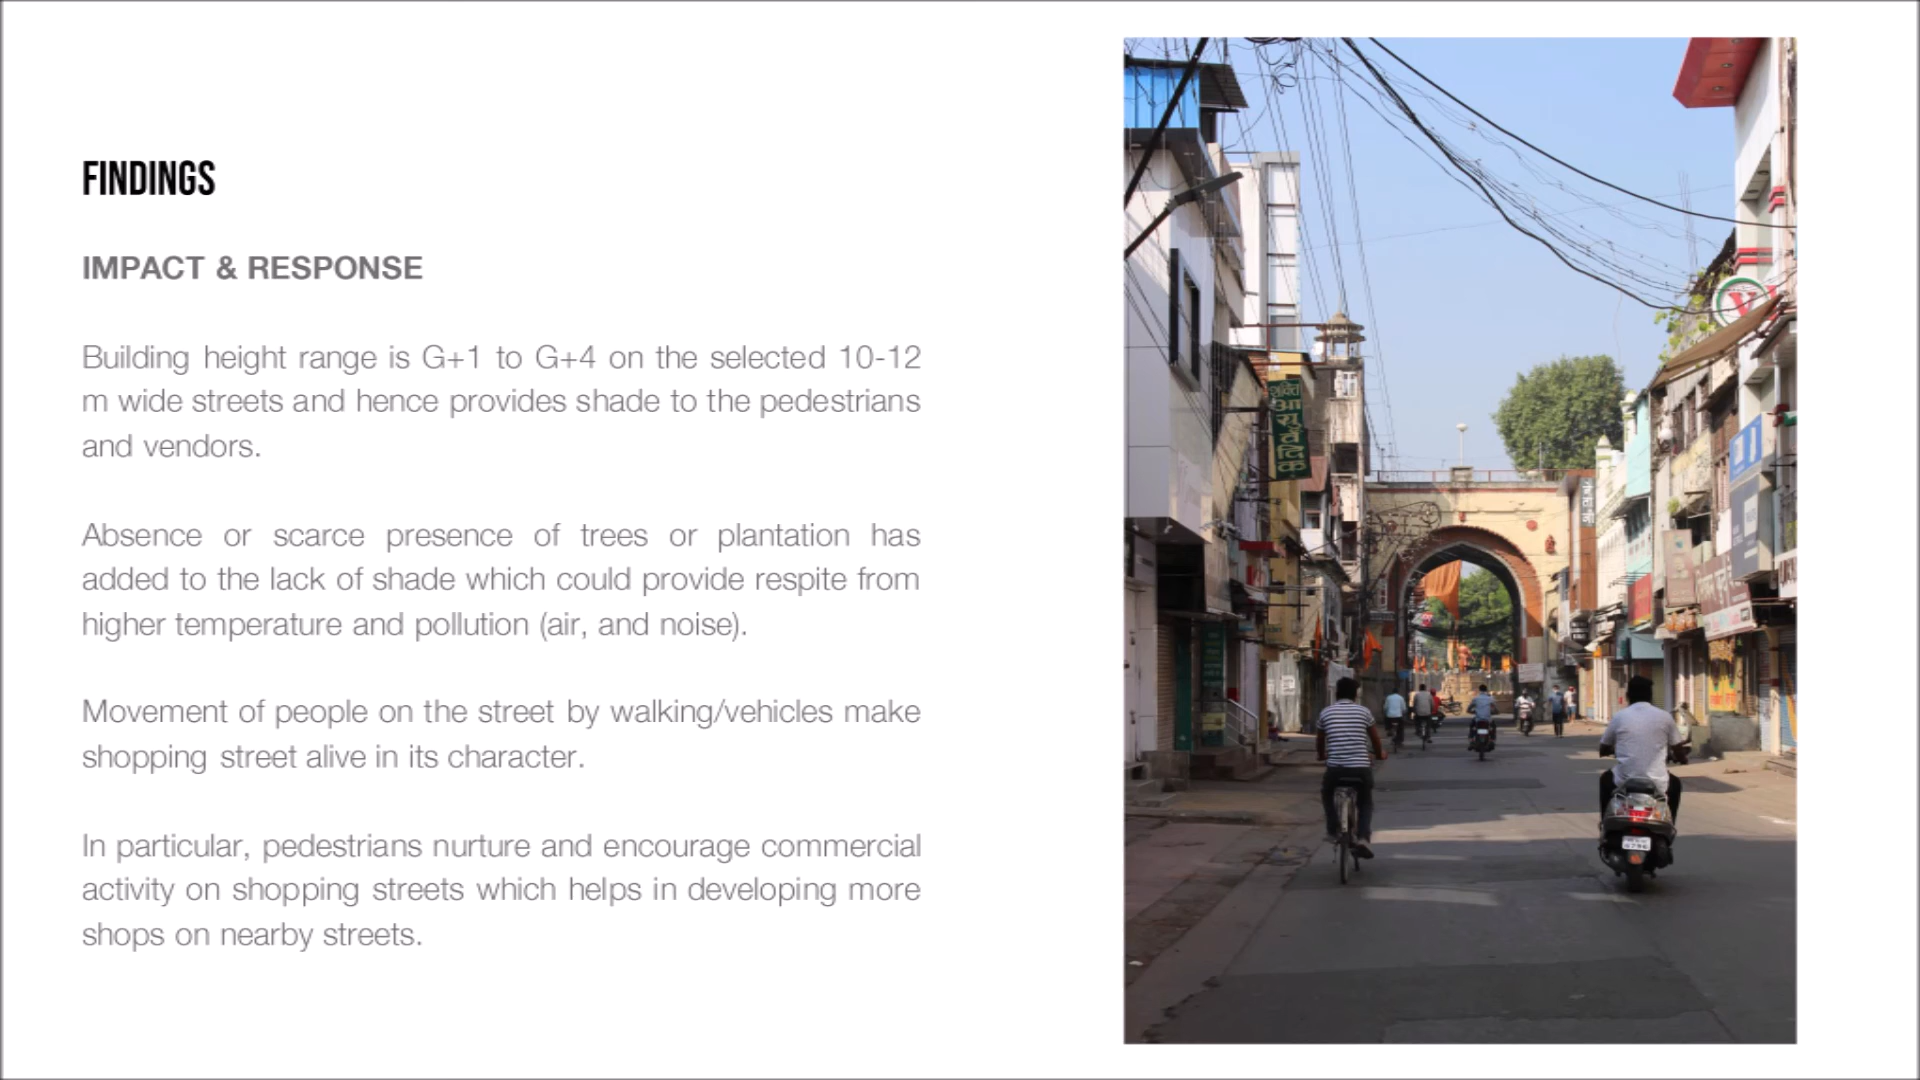 FINDINGS
IMPACT & RESPONSE
Building height range is G+1 to G+4 on the selected 10-12
m wide streets and hence provides shade to the pedestrians
and vendors.
Absence or scarce presence of trees or plantation has
added to the lack of shade which could provide respite from
higher temperature and pollution (air, and noise).
Movement of people on the street by walking/vehicles make
shopping street alive in its character.
In particular, pedestrians nurture and encourage commercial
activity on shopping streets which helps in developing more
shops on nearby streets.
आयुर्वेदिक